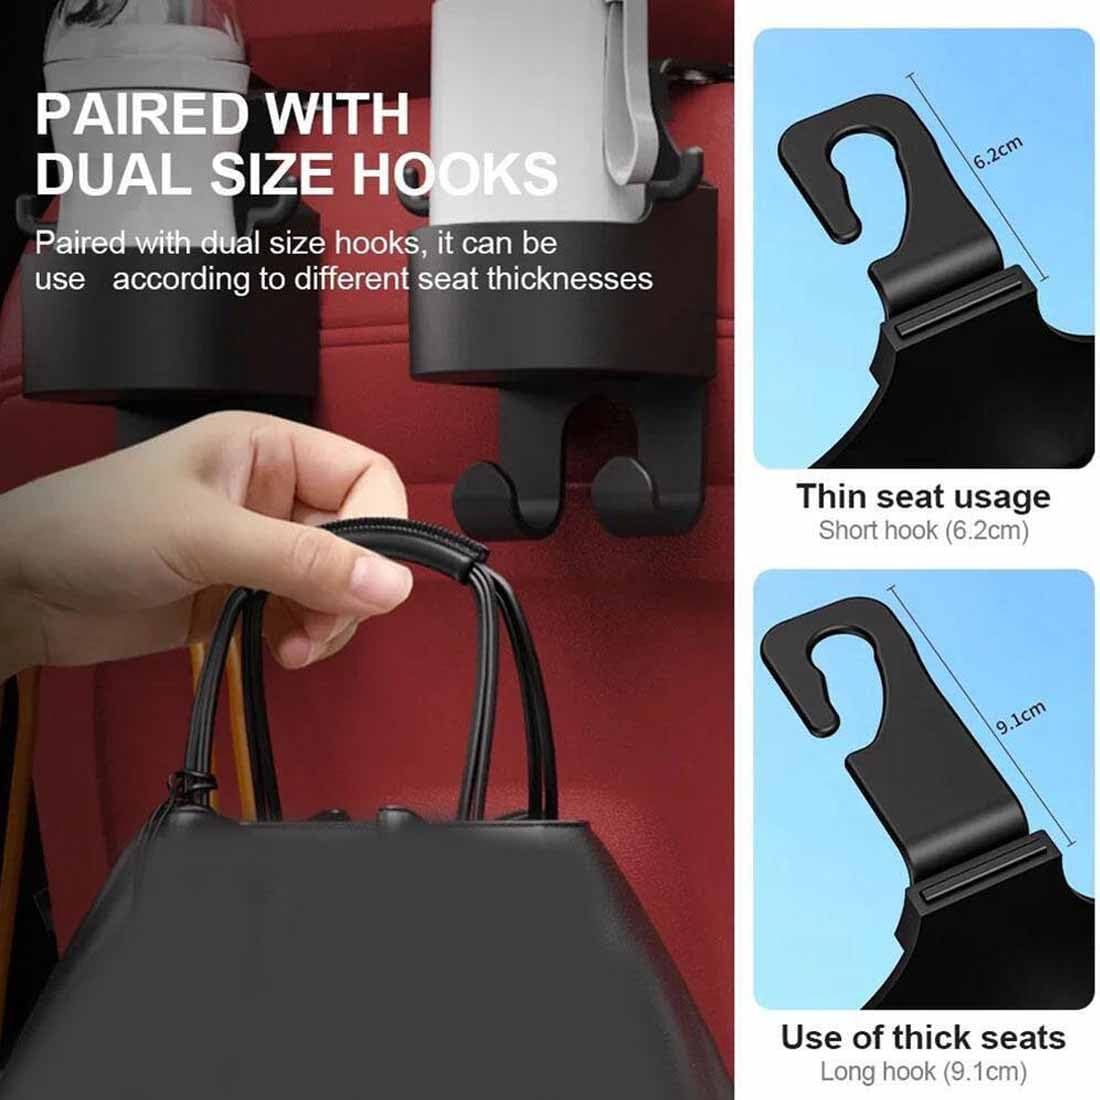 PAIRED WITH
DUAL SIZE HOOKS
Paired with dual size hooks, it can be
use according to different seat thicknesses
6.2cm
Thin seat usage
Short hook (6.2cm)
9.1cm
Use of thick seats
Long hook (9.1cm)